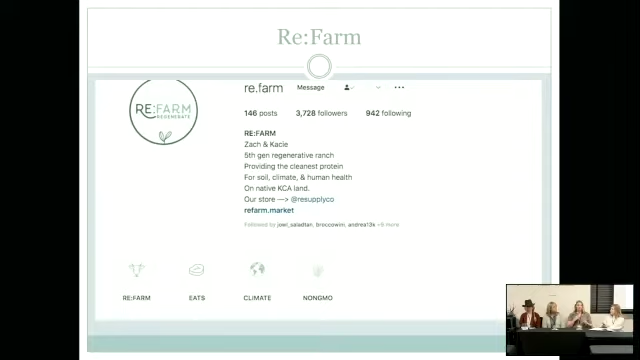 Re:Farm
RE:FARM
REGENERATE
re.farm Message
146 posts 3,728 followers 942 following
RE:FARM
Zach & Kacie
5th gen regenerative ranch
Providing the cleanest protein
For soil, climate, & human health
On native KCA land.
Our store —> @resupplyco
refarm.market
Followed by
RE:FARM EATS CLIMATE NONGMO